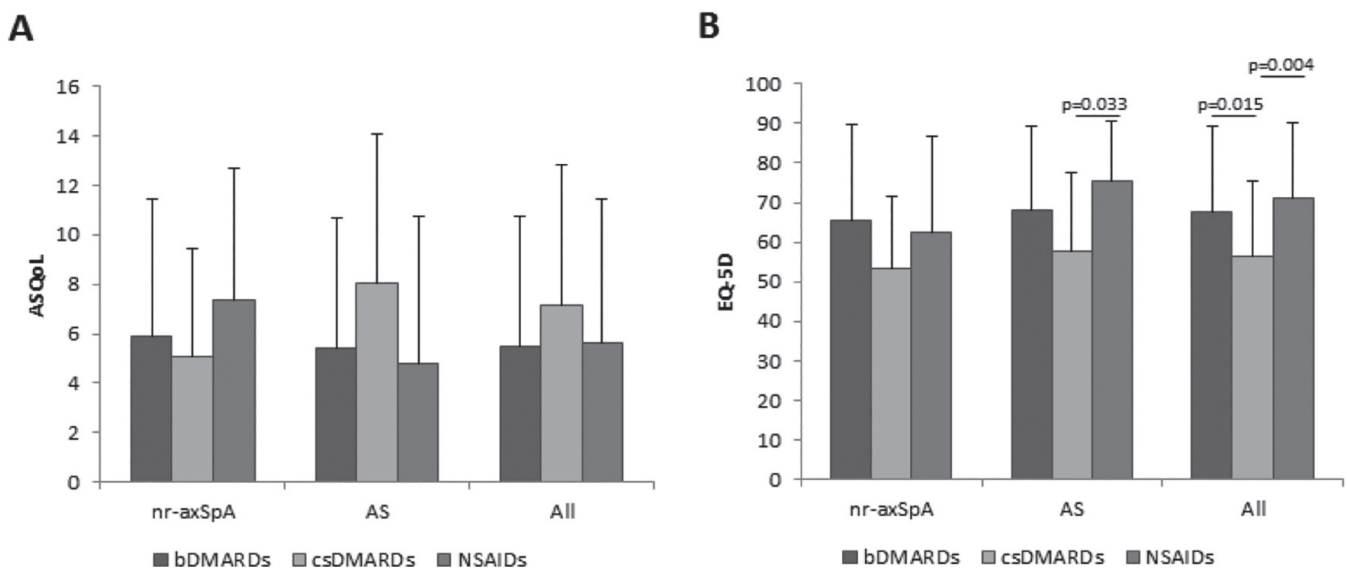 A
16
14
12
10
8
6
4
2
0
ASQoL
nr-axSpA AS All
bDMARDs csDMARDs NSAIDs
B
100
90
80
70
60
50
40
30
20
10
0
EQ-5D
p=0.033
p=0.015
p=0.004
nr-axSpA AS All
bDMARDs csDMARDs NSAIDs